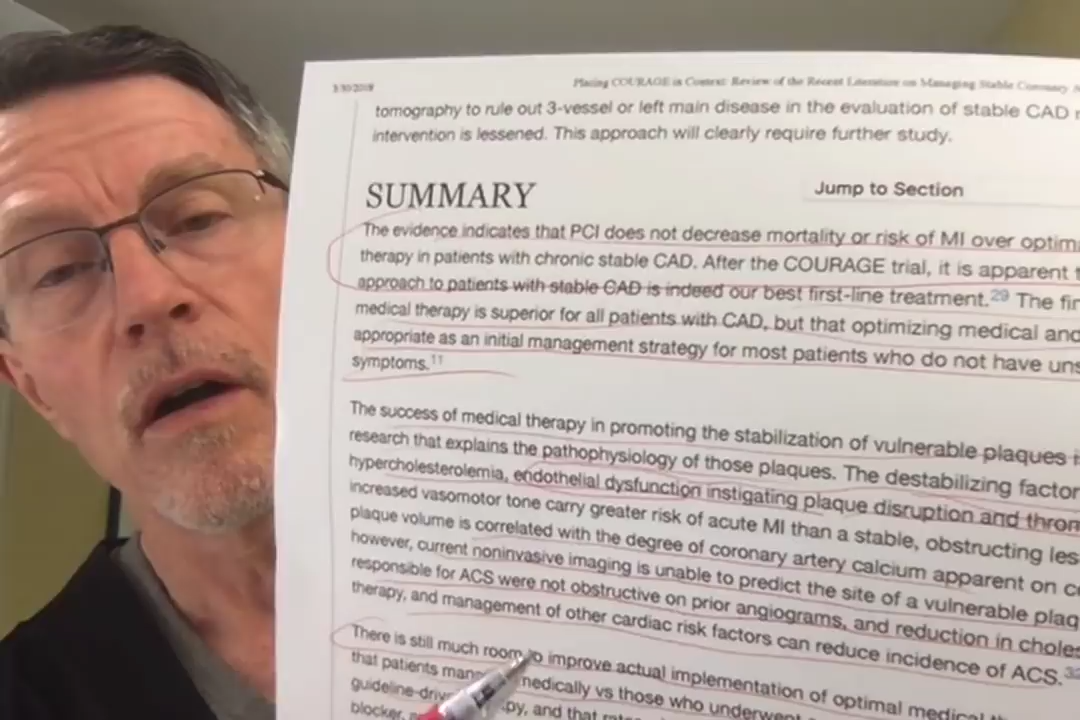 3/30/2018
Placing COURAGE in Context: Review of the Recent Literature on Managing Stable Coronary
tomography to rule out 3-vessel or left main disease in the evaluation of stable CAD
intervention is lessened. This approach will clearly require further study.
SUMMARY
Jump to Section
The evidence indicates that PCI does not decrease mortality or risk of MI over
therapy in patients with chronic stable CAD. After the COURAGE trial, it is apparent
approach to patients with stable CAD is indeed our best first-line treatment.29 The
medical therapy is superior for all patients with CAD, but that optimizing medical
appropriate as an initial management strategy for most patients who do not have
symptoms.11
The success of medical therapy in promoting the stabilization of vulnerable plaques
research that explains the pathophysiology of those plaques. The destabilizing
hypercholesterolemia, endothelial dysfunction instigating plaque disruption and
increased vasomotor tone carry greater risk of acute MI than a stable, obstructing
plaque volume is correlated with the degree of coronary artery calcium apparent on
however, current noninvasive imaging is unable to predict the site of a vulnerable
responsible for ACS were not obstructive on prior angiograms, and reduction in
therapy, and management of other cardiac risk factors can reduce incidence of ACS.
There is still much room to improve actual implementation of optimal medical
that patients medically vs those who underwent
and that
blocker,